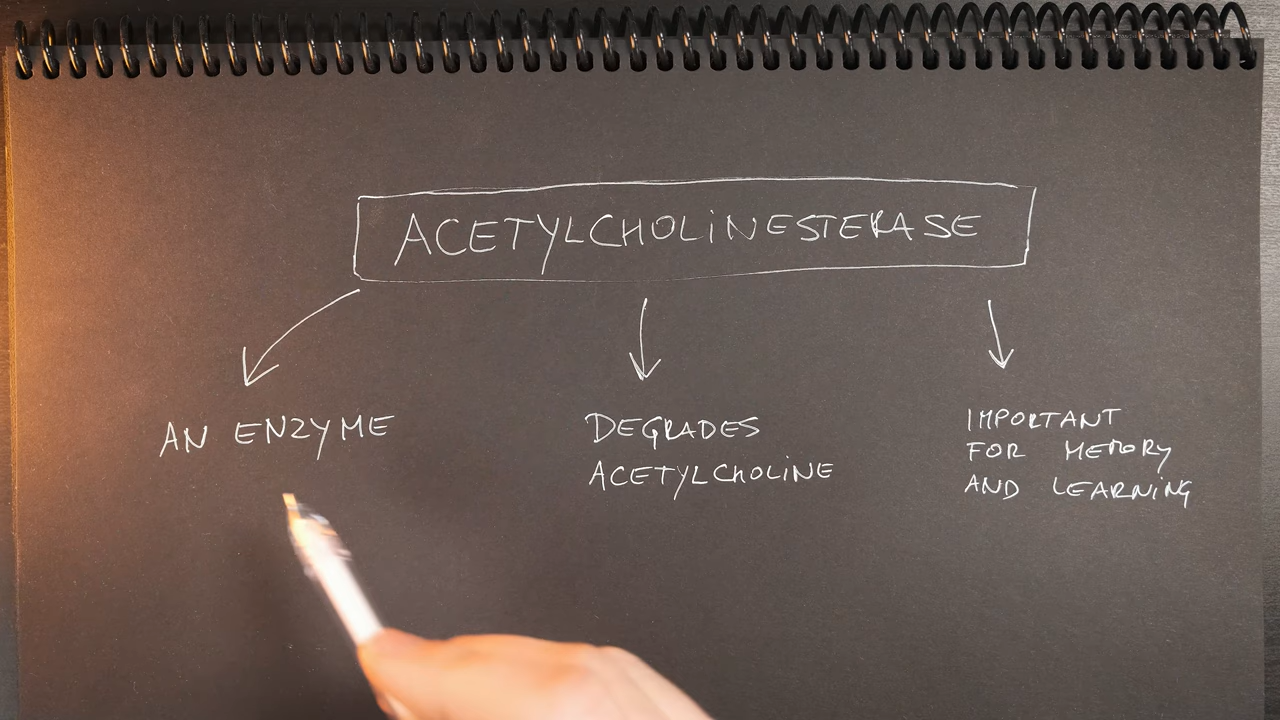 ACETYLCHOLINESTERASE
AN ENZYME
DEGRADES
ACETYLCHOLINE
IMPORTANT
FOR MEMORY
AND LEARNING